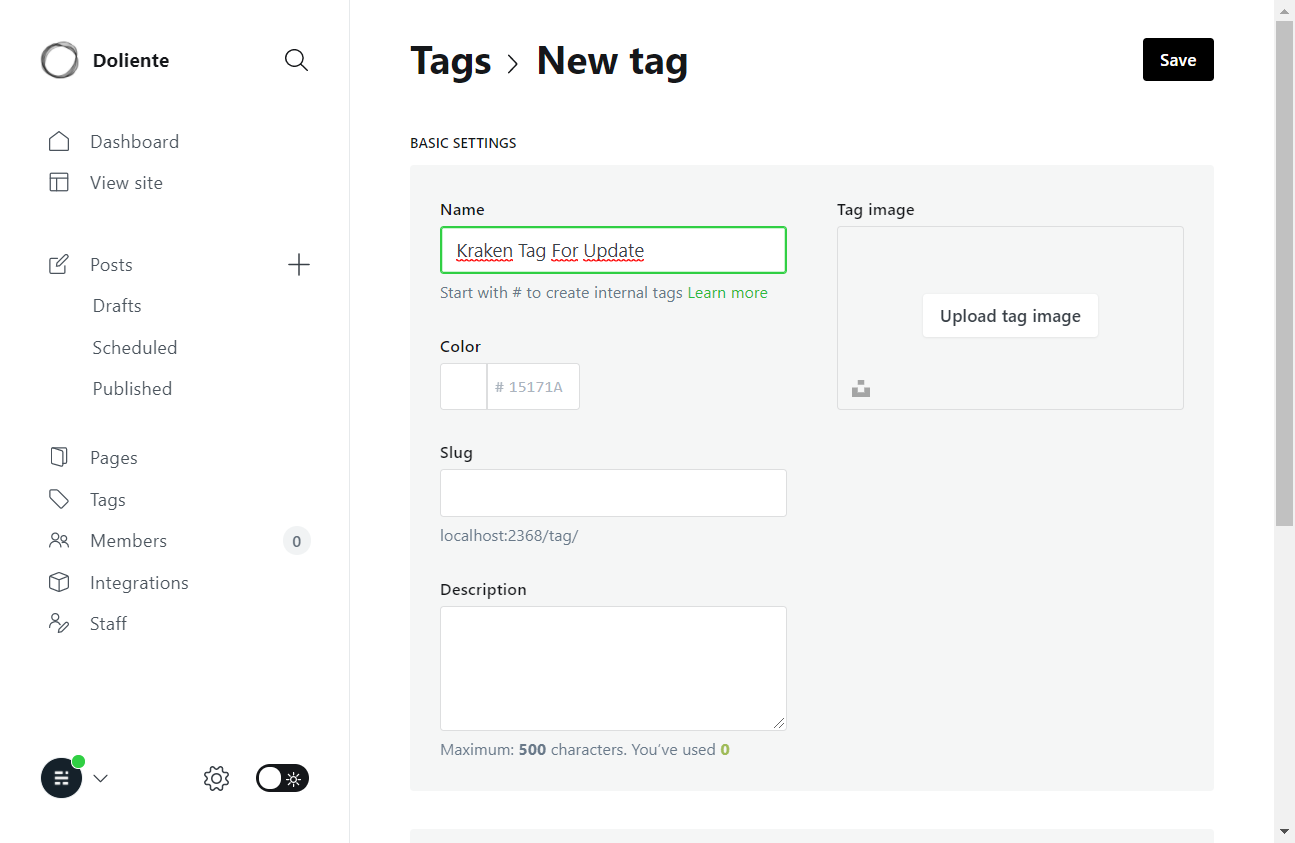 Doliente
Dashboard
View site
Posts
Drafts
Scheduled
Published
Pages
Tags
Members 0
Integrations
Staff
Tags > New tag
Save
BASIC SETTINGS
Name
Kraken Tag For Update
Start with # to create internal tags Learn more
Color
# 15171A
Slug
localhost:2368/tag/
Description
Maximum: 500 characters. You’ve used 0
Tag image
Upload tag image